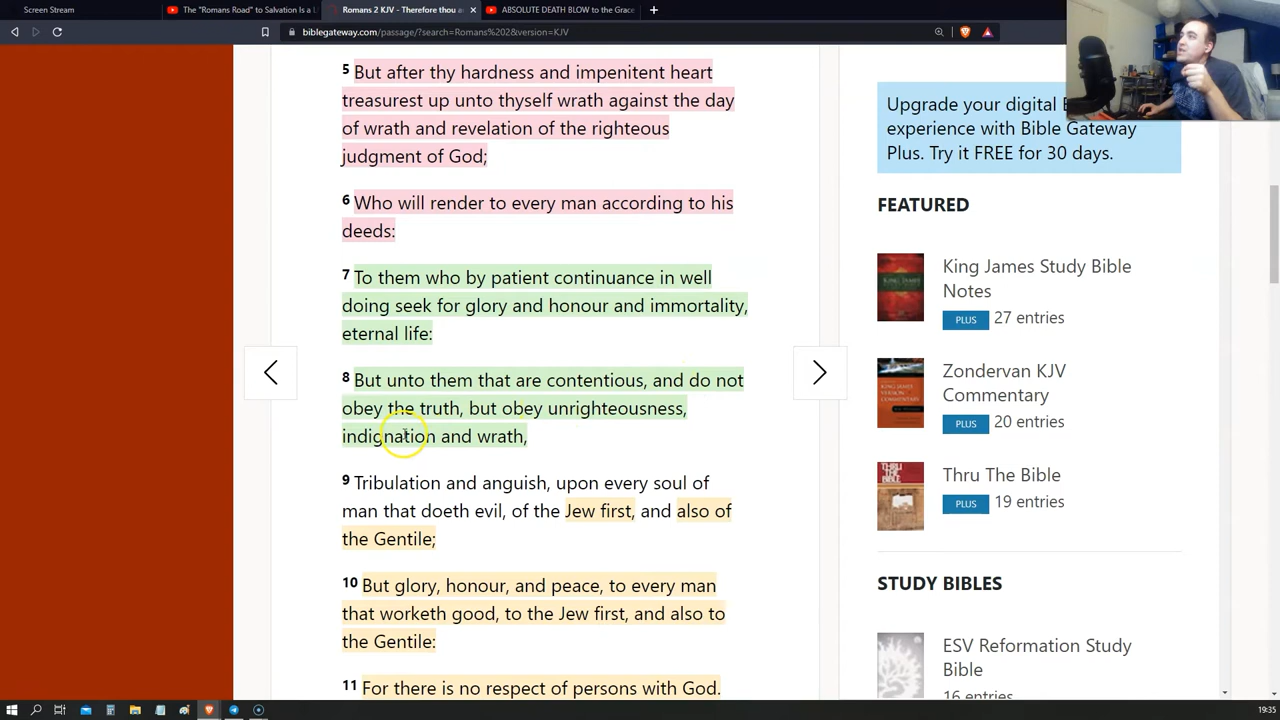 Screen Stream
The "Romans Road" to Salvation Is a
Romans 2 KJV - Therefore thou a
ABSOLUTE DEATH BLOW to the Grace
biblegateway.com/passage/?search=Romans%202&version=KJV
5 But after thy hardness and impenitent heart
treasurest up unto thyself wrath against the day
of wrath and revelation of the righteous
judgment of God;
6 Who will render to every man according to his
deeds:
7 To them who by patient continuance in well
doing seek for glory and honour and immortality,
eternal life:
8 But unto them that are contentious, and do not
obey the truth, but obey unrighteousness,
indignation and wrath,
9 Tribulation and anguish, upon every soul of
man that doeth evil, of the Jew first, and also of
the Gentile;
10 But glory, honour, and peace, to every man
that worketh good, to the Jew first, and also to
the Gentile:
11 For there is no respect of persons with God.
Upgrade your digital
experience with Bible Gateway
Plus. Try it FREE for 30 days.
FEATURED
King James Study Bible
Notes
PLUS 27 entries
Zondervan KJV
Commentary
PLUS 20 entries
Thru The Bible
PLUS 19 entries
STUDY BIBLES
ESV Reformation Study
Bible
16 entries
19:35